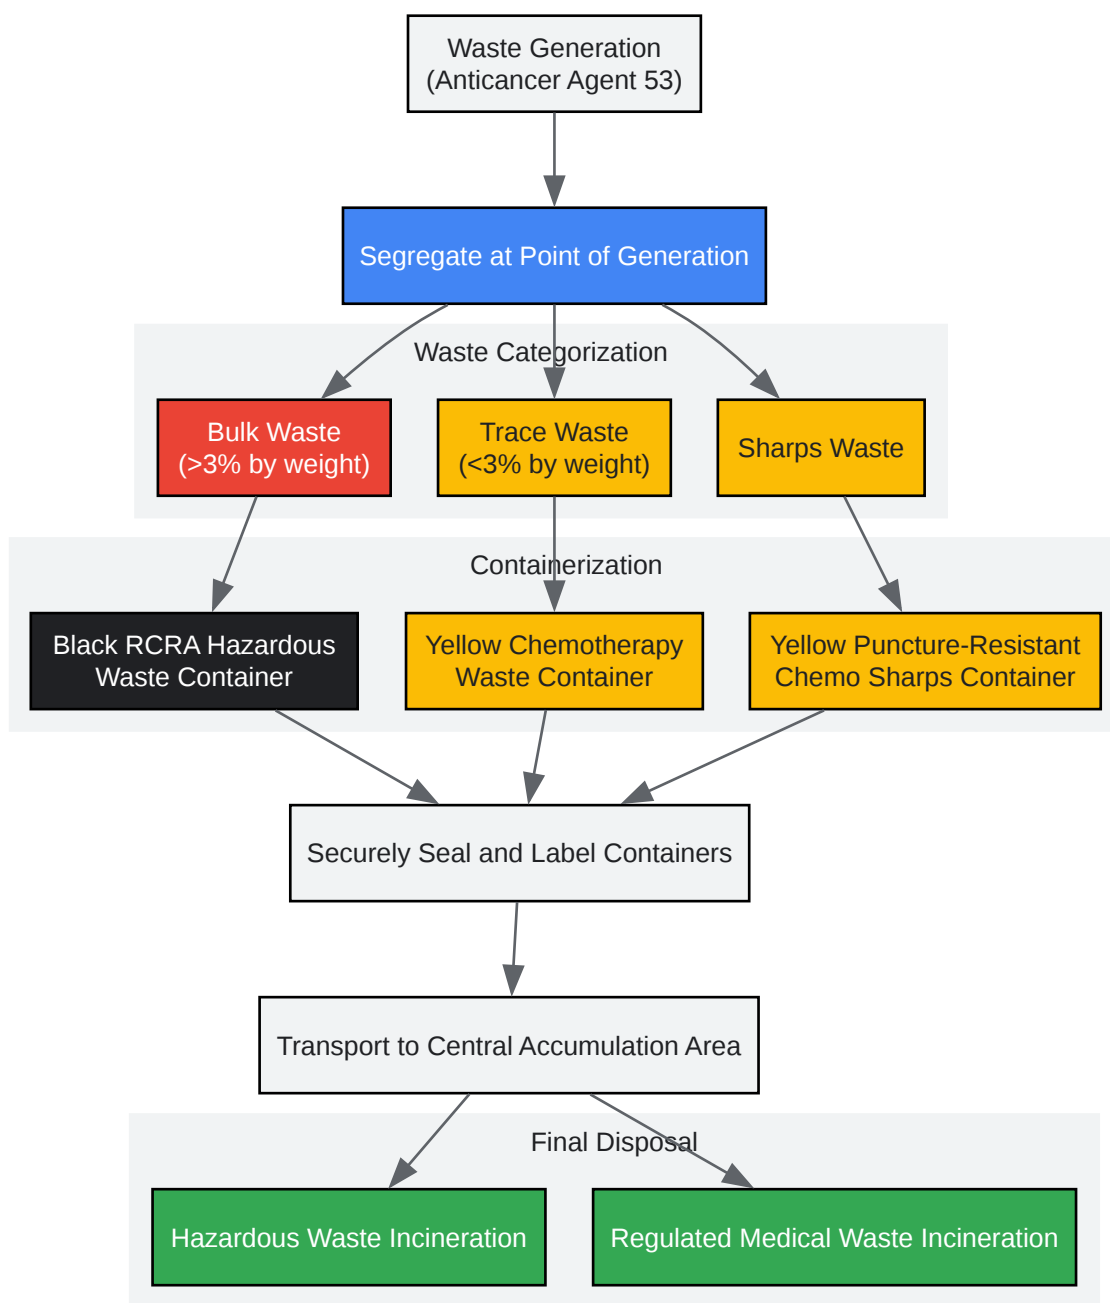 Waste Generation
(Anticancer Agent 53)
Segregate at Point of Generation
Waste Categorization
Bulk Waste
(>3% by weight)
Trace Waste
(<3% by weight)
Sharps Waste
Containerization
Black RCRA Hazardous
Waste Container
Yellow Chemotherapy
Waste Container
Yellow Puncture-Resistant
Chemo Sharps Container
Securely Seal and Label Containers
Transport to Central Accumulation Area
Final Disposal
Hazardous Waste Incineration
Regulated Medical Waste Incineration